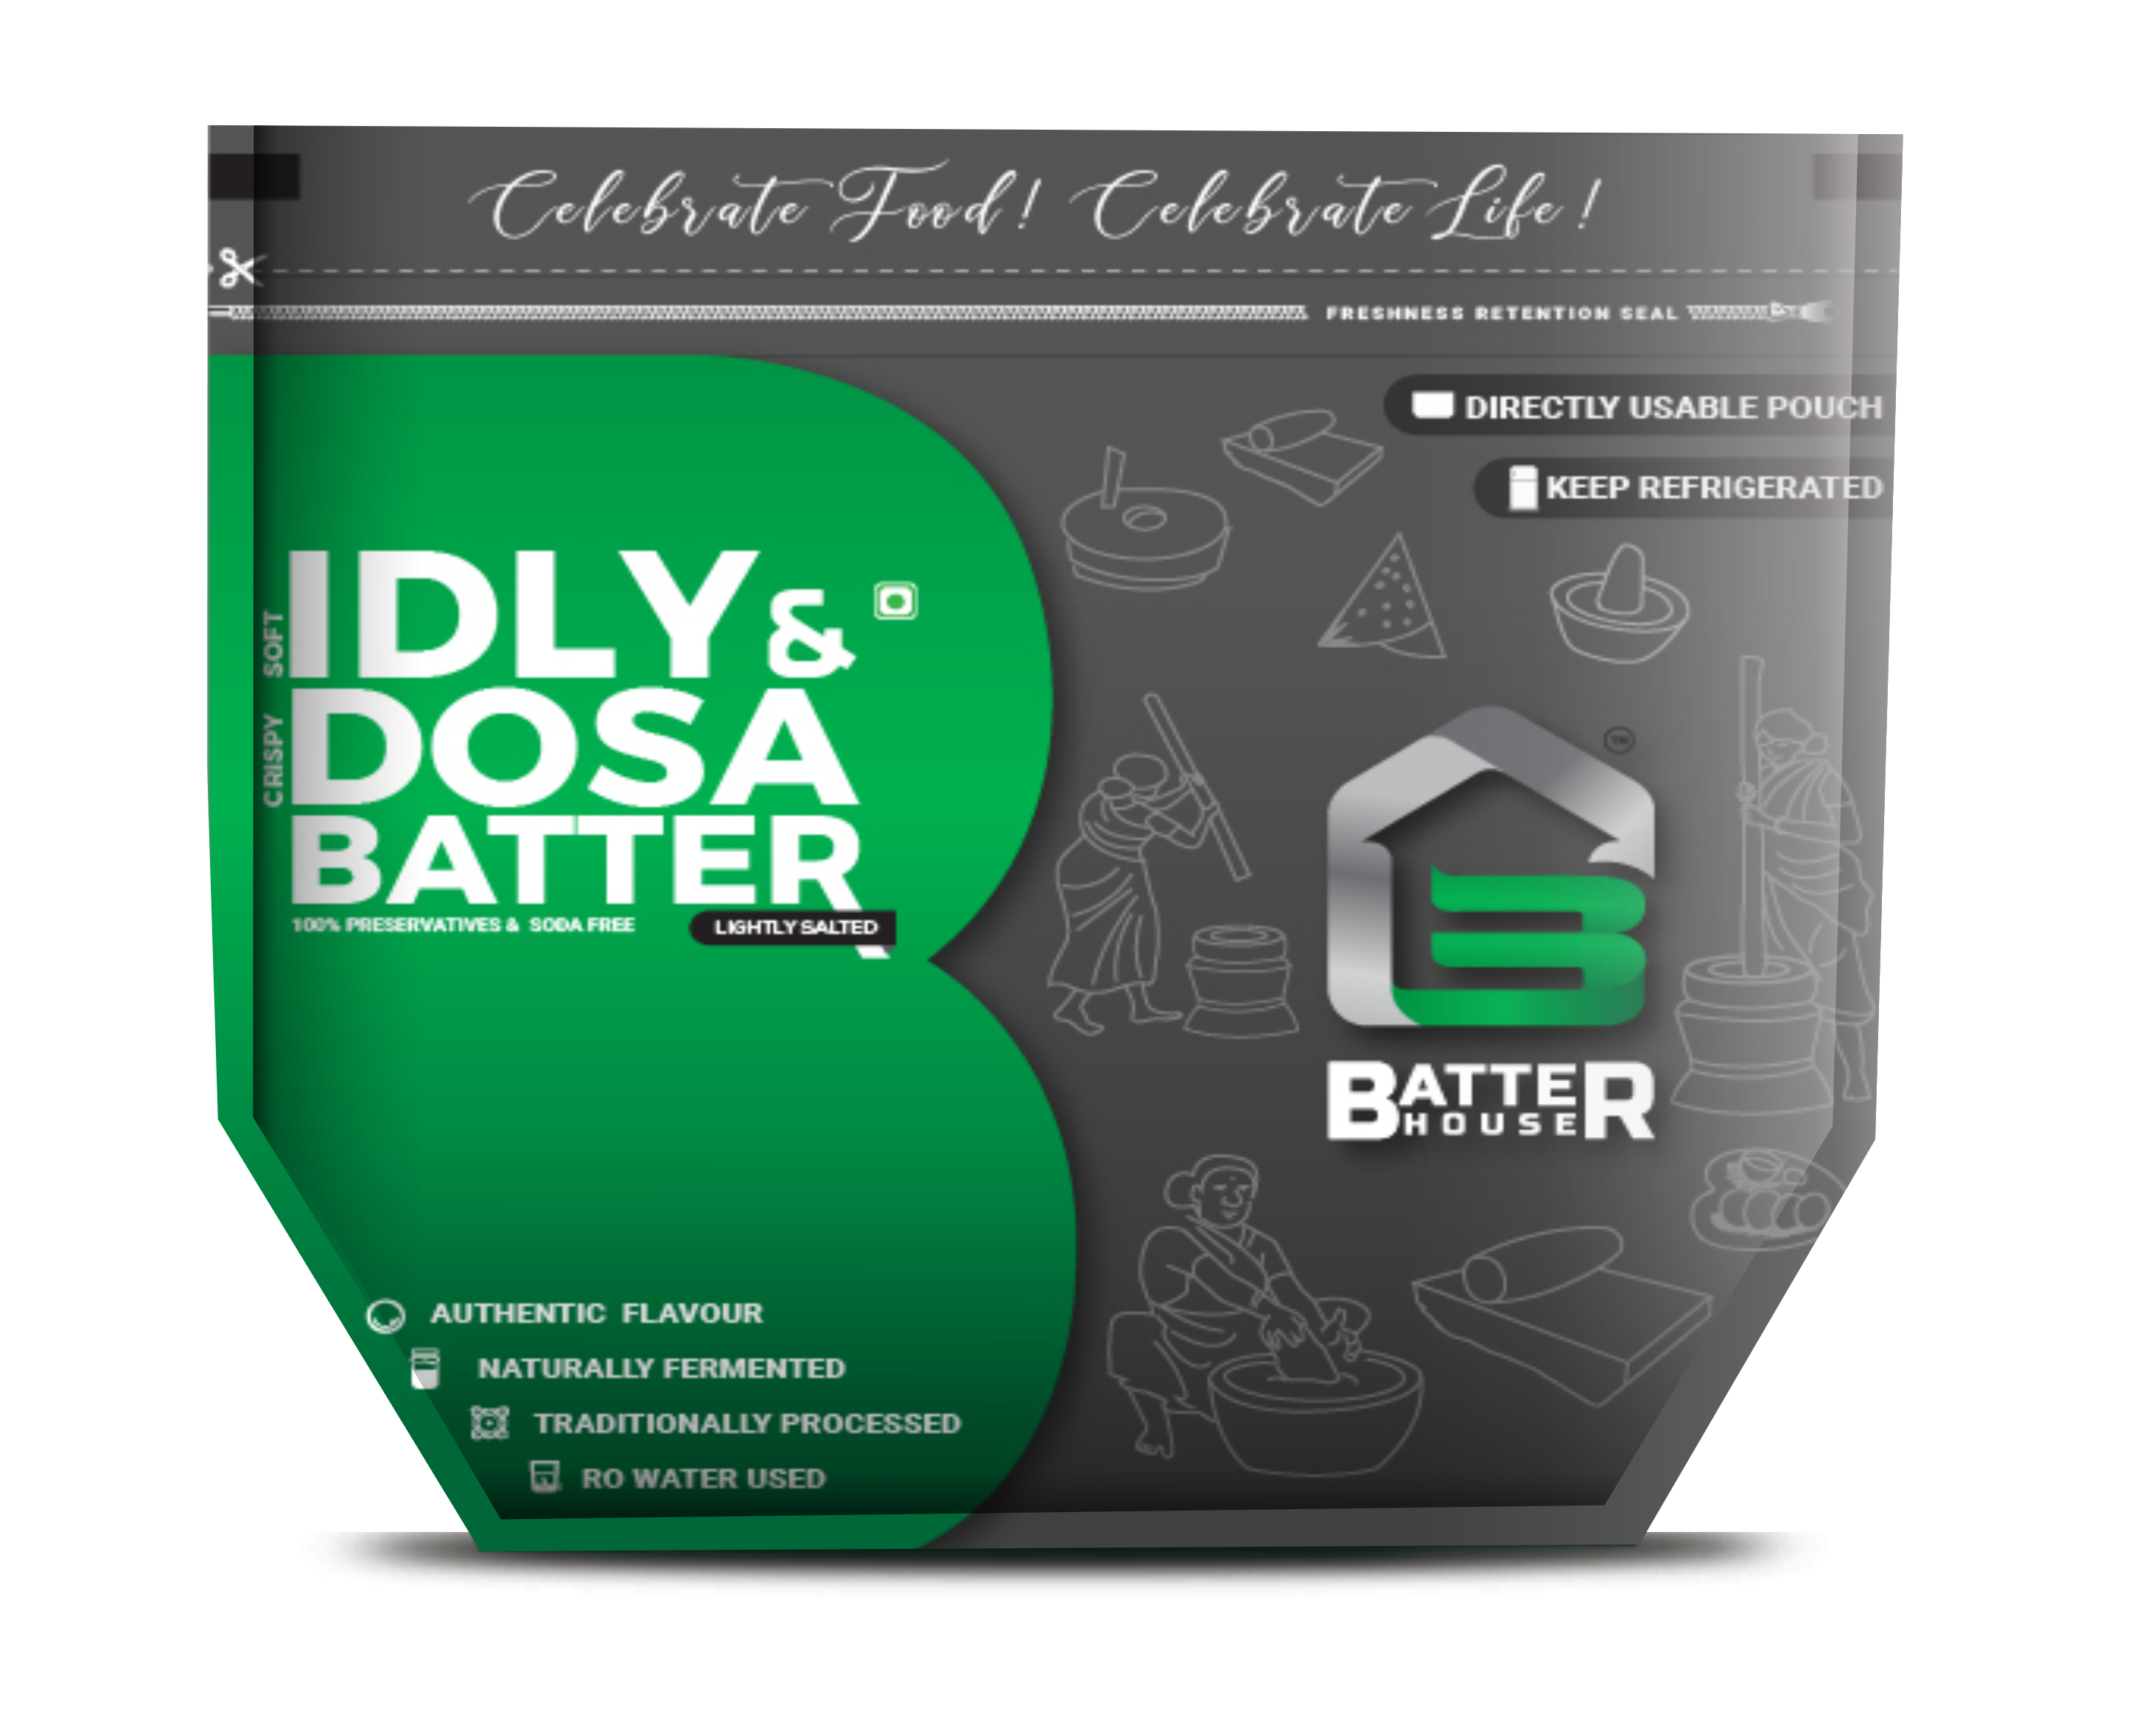 Celebrate Food! Celebrate Life!
FRESHNESS RETENTION SEAL
DIRECTLY USABLE POUCH
KEEP REFRIGERATED
SOFT
IDLY &
CRISPY
DOSA
BATTER
100% PRESERVATIVES & SODA FREE
LIGHTLY SALTED
TM
BATTER
HOUSE
AUTHENTIC FLAVOUR
NATURALLY FERMENTED
TRADITIONALLY PROCESSED
RO WATER USED